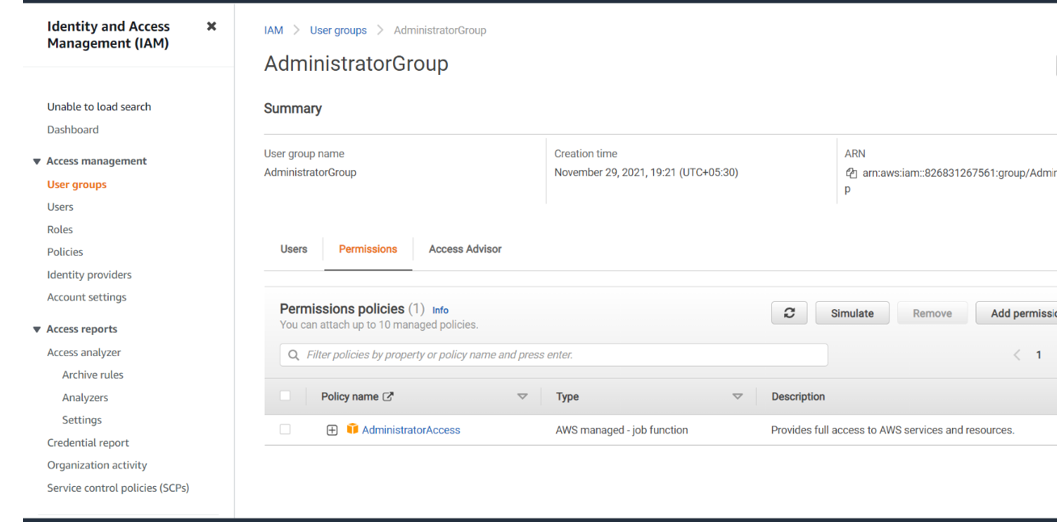 Identity and Access
Management (IAM)
Unable to load search
Dashboard
Access management
User groups
Users
Roles
Policies
Identity providers
Account settings
Access reports
Access analyzer
Archive rules
Analyzers
Settings
Credential report
Organization activity
Service control policies (SCPs)
IAM > User groups > AdministratorGroup
AdministratorGroup
Summary
User group name
AdministratorGroup
Creation time
November 29, 2021, 19:21 (UTC+05:30)
ARN
arn:aws:iam::826831267561:group/Admin
p
Users Permissions Access Advisor
Permissions policies (1) Info
You can attach up to 10 managed policies.
Simulate Remove Add permissio
Filter policies by property or policy name and press enter.
< 1
Policy name Type Description
AdministratorAccess AWS managed - job function Provides full access to AWS services and resources.